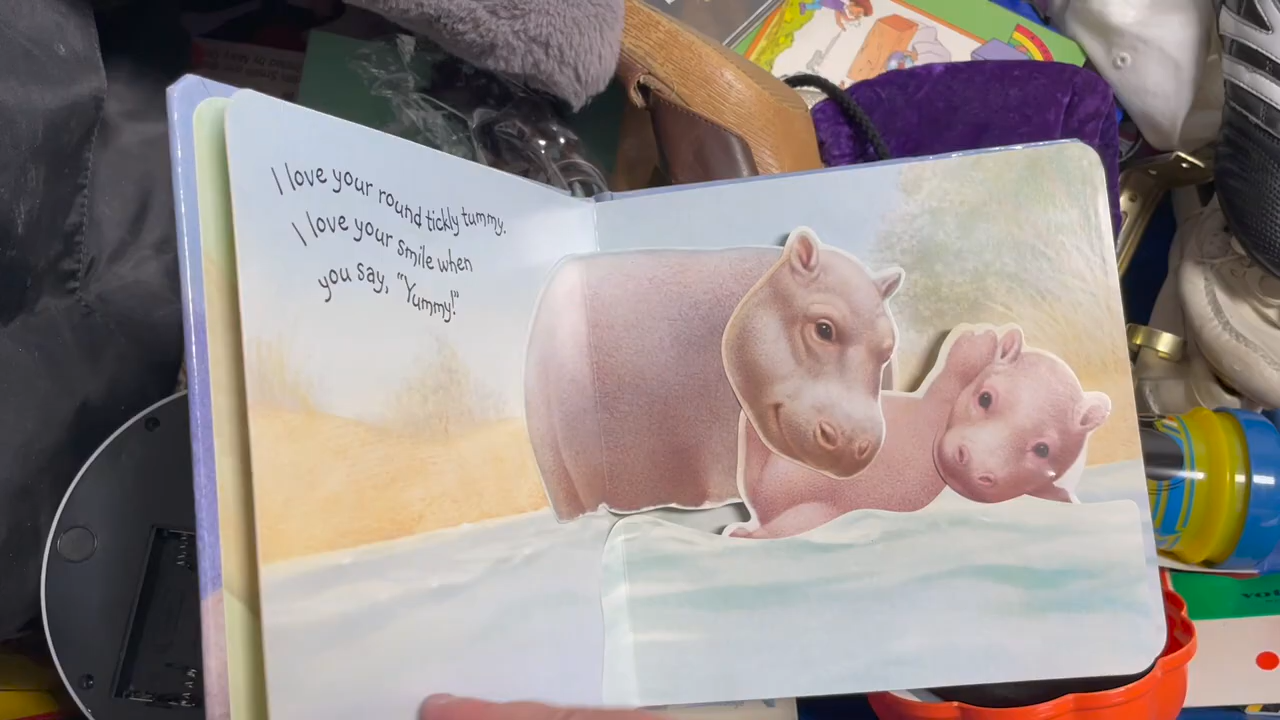 I love your round tickly tummy.
I love your smile when
you say, “Yummy!”